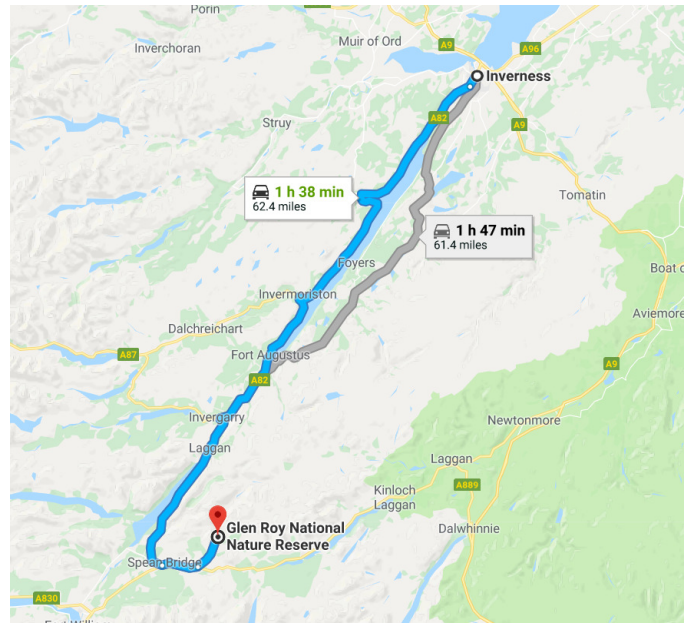 Porin
Inverchoran
Muir of Ord
A9
A96
Inverness
Struy
A82
A9
1 h 38 min
62.4 miles
Tomatin
1 h 47 min
61.4 miles
Foyers
Boat
Invermoriston
Aviemore
Dalchreichart
A87
Fort Augustus
A82
A9
Invergarry
Newtonmore
Laggan
Laggan
A889
Kinloch
Laggan
Glen Roy National
Nature Reserve
Dalwhinnie
Spean Bridge
A830